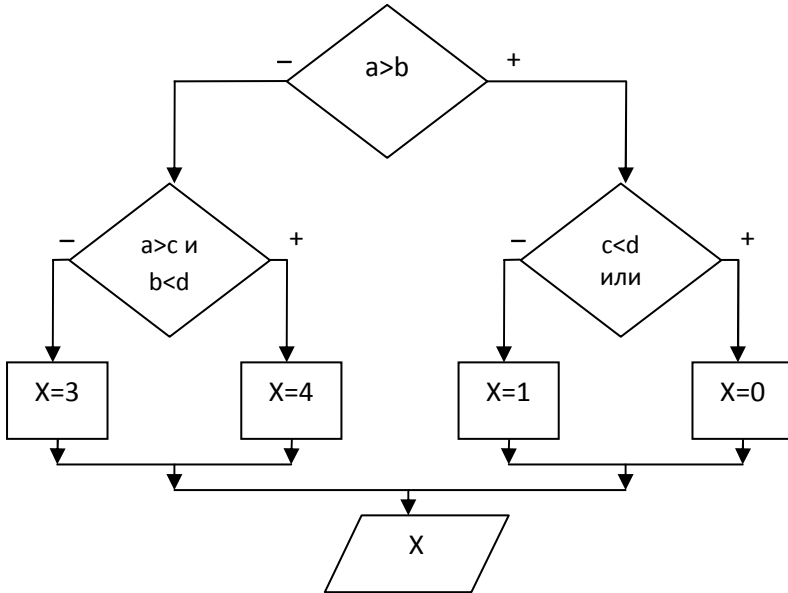 a>b
–
+
a>c и
b<d
–
+
c<d
или
–
+
X=3
X=4
X=1
X=0
X